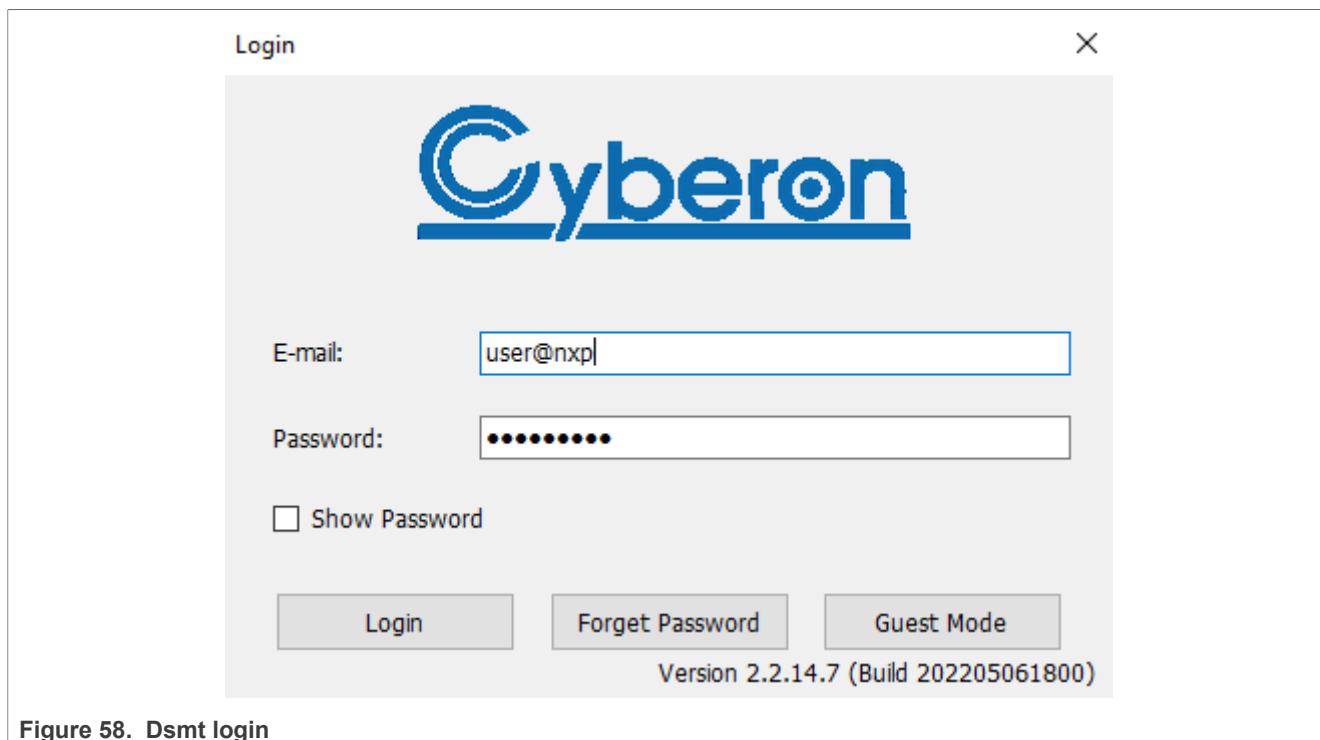 Login
Cyberon
E-mail:
user@nxp
Password:
•••••••••
Show Password
Login Forget Password Guest Mode
Version 2.2.14.7 (Build 202205061800)
Figure 58. Dsmt login